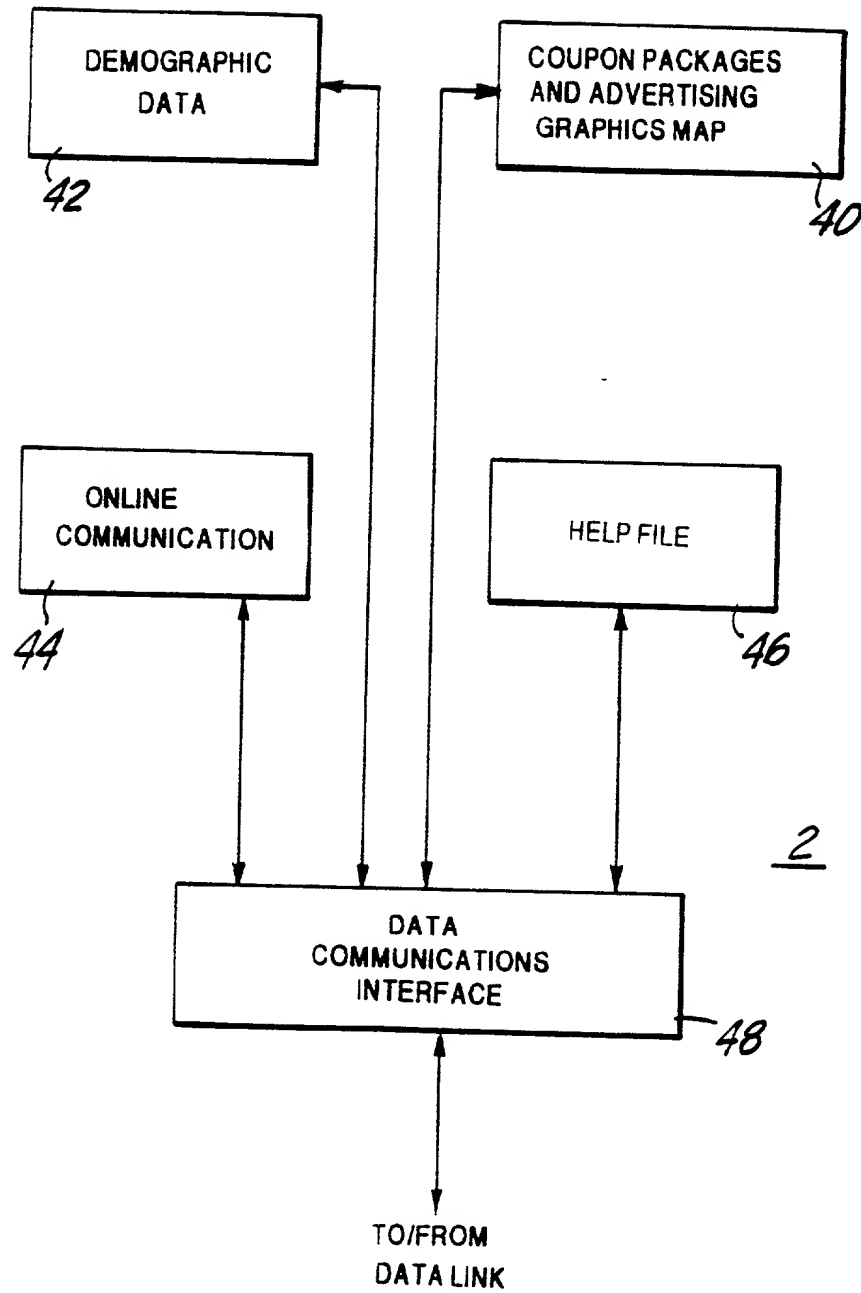 DEMOGRAPHIC
DATA
42
COUPON PACKAGES
AND ADVERTISING
GRAPHICS MAP
40
ONLINE
COMMUNICATION
44
HELP FILE
46
2
DATA
COMMUNICATIONS
INTERFACE
48
TO/FROM
DATA LINK